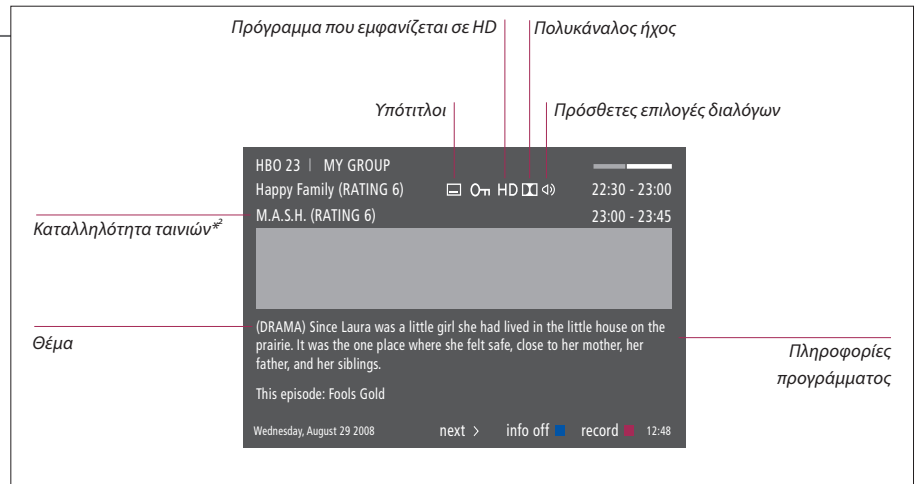 Πρόγραμμα που εμφανίζεται σε HD
Πολυκάναλος ήχος
Υπότιτλοι
Πρόσθετες επιλογές διαλόγων
HBO 23 | MY GROUP
Happy Family (RATING 6) HD 22:30 - 23:00
M.A.S.H. (RATING 6) 23:00 - 23:45
Καταλληλότητα ταινιών*²
(DRAMA) Since Laura was a little girl she had lived in the little house on the
prairie. It was the one place where she felt safe, close to her mother, her
father, and her siblings.
Θέμα
Πληροφορίες
προγράμματος
This episode: Fools Gold
Wednesday, August 29 2008 next > info off record 12:48